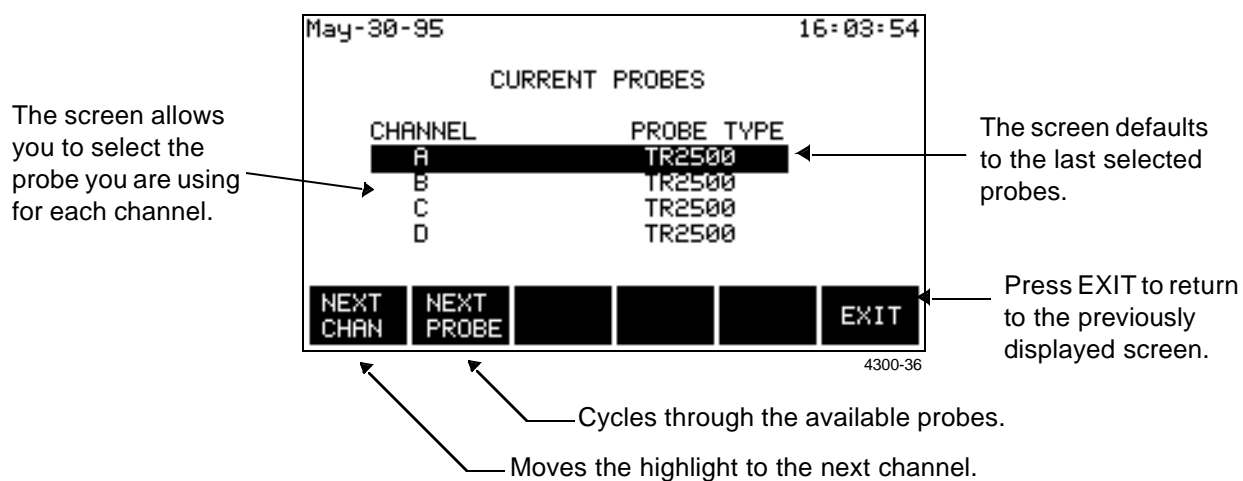 May-30-95 16:03:54
CURRENT PROBES
CHANNEL PROBE TYPE
A TR2500
B TR2500
C TR2500
D TR2500
NEXT CHAN
NEXT PROBE
EXIT
The screen allows
you to select the
probe you are using
for each channel.
The screen defaults
to the last selected
probes.
Press EXIT to return
to the previously
displayed screen.
4300-36
Cycles through the available probes.
Moves the highlight to the next channel.